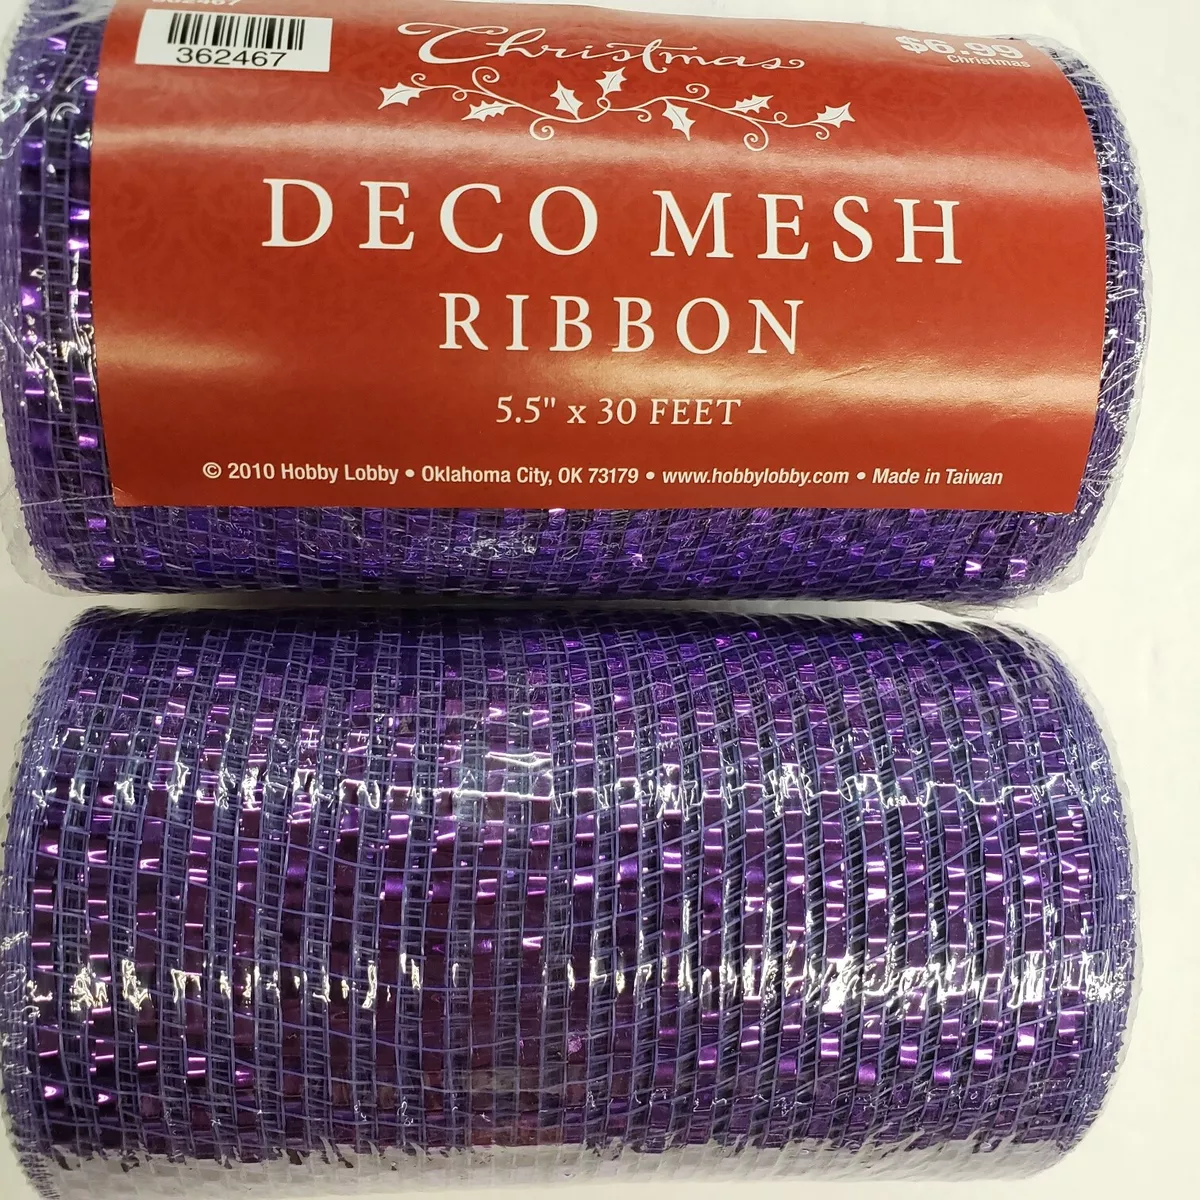 362467
362467
Christmas
$6.99
Christmas
DECO MESH
RIBBON
5.5" x 30 FEET
© 2010 Hobby Lobby • Oklahoma City, OK 73179 • www.hobbylobby.com • Made in Taiwan